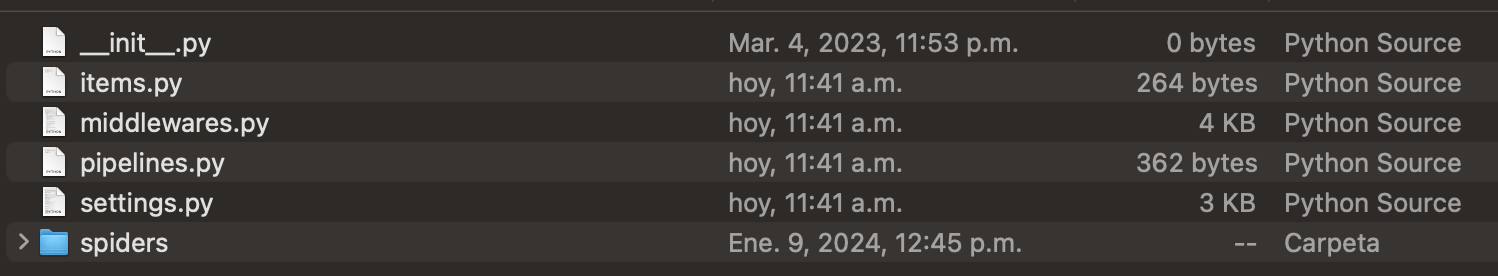 __init__.py Mar. 4, 2023, 11:53 p.m. 0 bytes Python Source
items.py hoy, 11:41 a.m. 264 bytes Python Source
middlewares.py hoy, 11:41 a.m. 4 KB Python Source
pipelines.py hoy, 11:41 a.m. 362 bytes Python Source
settings.py hoy, 11:41 a.m. 3 KB Python Source
spiders Ene. 9, 2024, 12:45 p.m. -- Carpeta